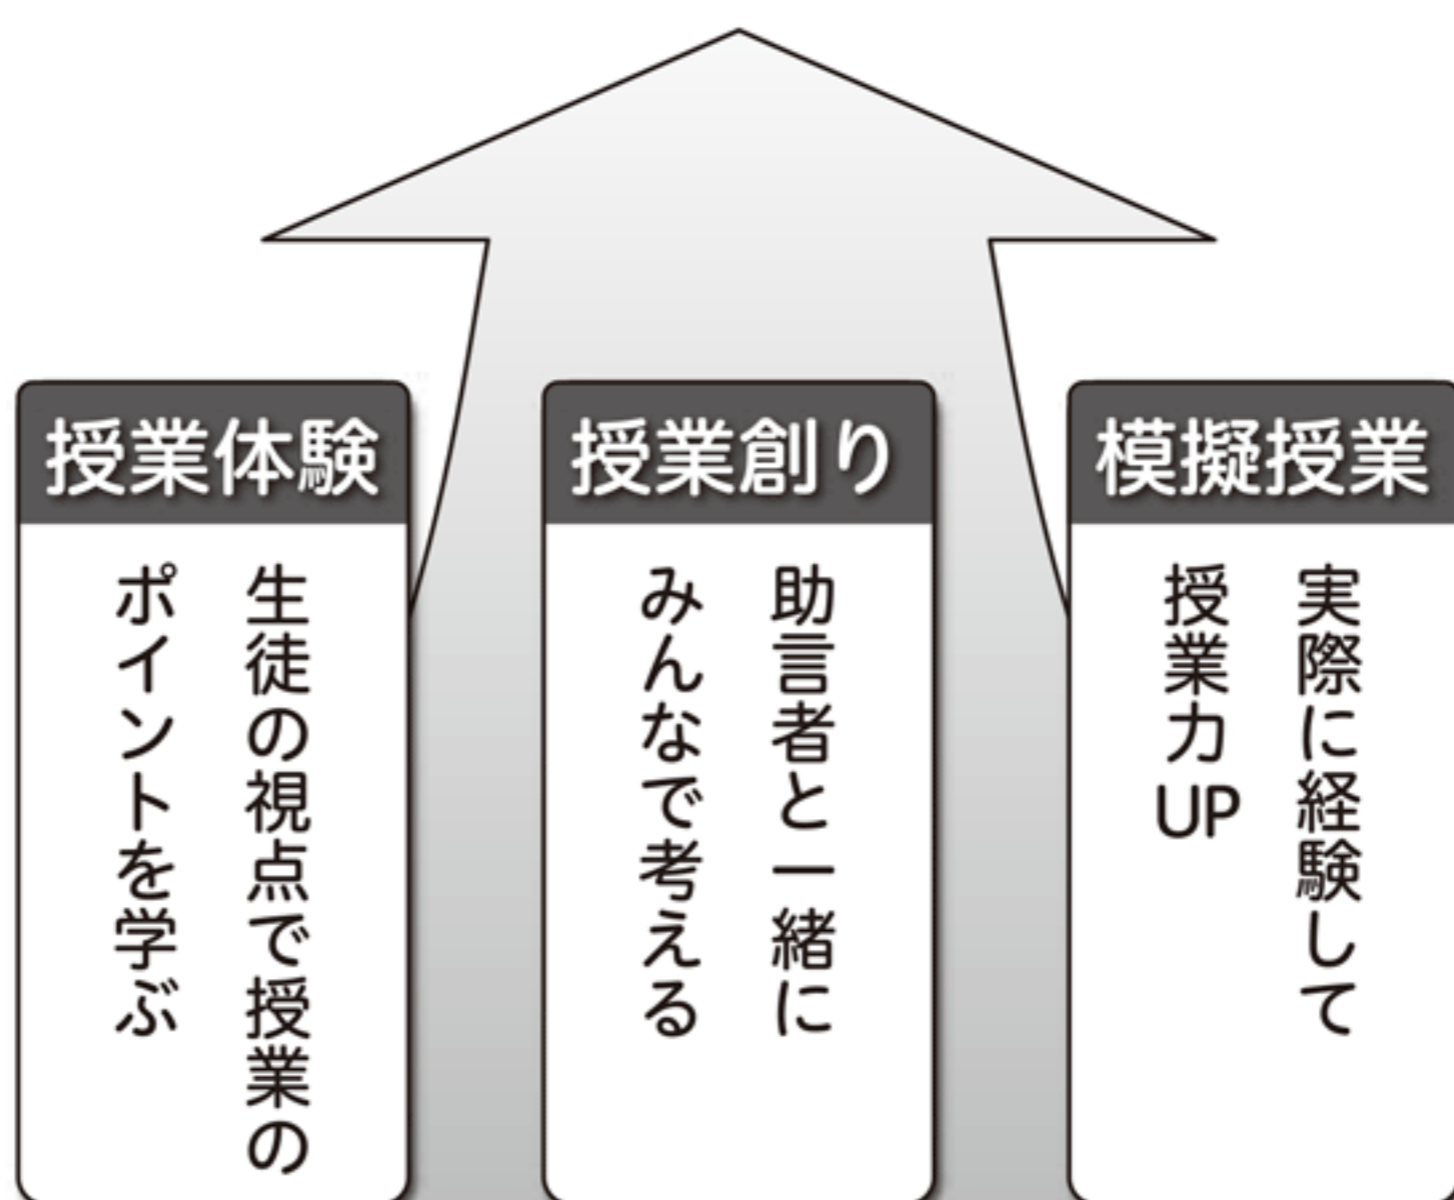 授業体験
生徒の視点で授業の
ポイントを学ぶ
授業創り
助言者と一緒に
みんなで考える
模擬授業
実際に経験して
授業力UP